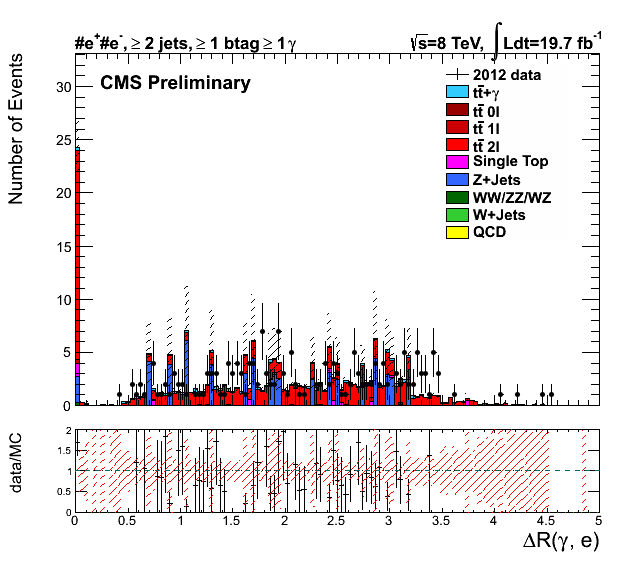 #e⁺#e⁻, ≥ 2 jets, ≥ 1 btag ≥ 1 γ
√s=8 TeV, ∫ Ldt=19.7 fb⁻¹
CMS Preliminary
2012 data
tt̄+γ
tt̄ 0l
tt̄ 1l
tt̄ 2l
Single Top
Z+Jets
WW/ZZ/WZ
W+Jets
QCD
Number of Events
30
25
20
15
10
5
0
data/MC
2
1.5
1
0.5
0
0 0.5 1 1.5 2 2.5 3 3.5 4 4.5 5
ΔR(γ, e)